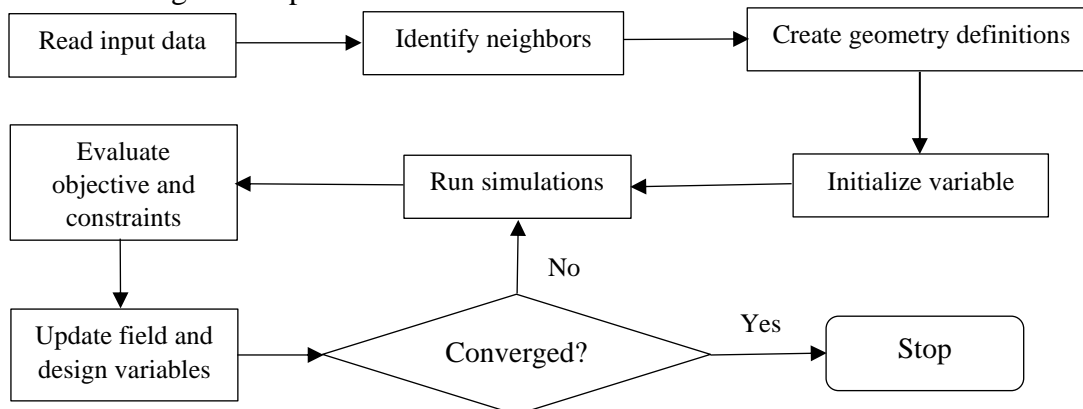 Read input data
Identify neighbors
Create geometry definitions
Evaluate
objective and
constraints
Run simulations
Initialize variable
No
Update field and
design variables
Converged?
Yes
Stop